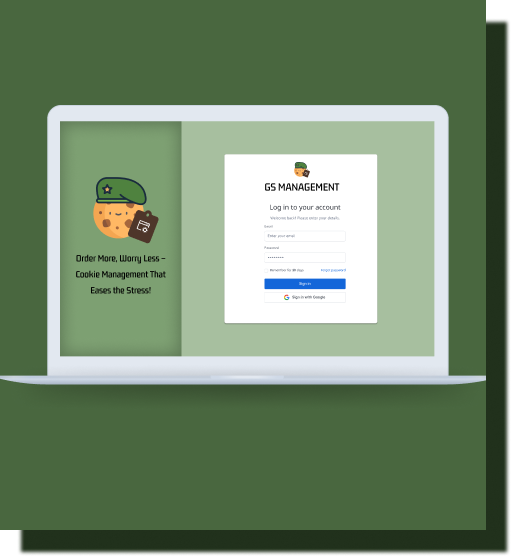 Order More, Worry Less –
Cookie Management That
Eases the Stress!
GS MANAGEMENT
Log in to your account
Welcome back! Please enter your details.
Email
Enter your email
Password
••••••••
Remember for 30 days
Forgot password
Sign in
Sign in with Google